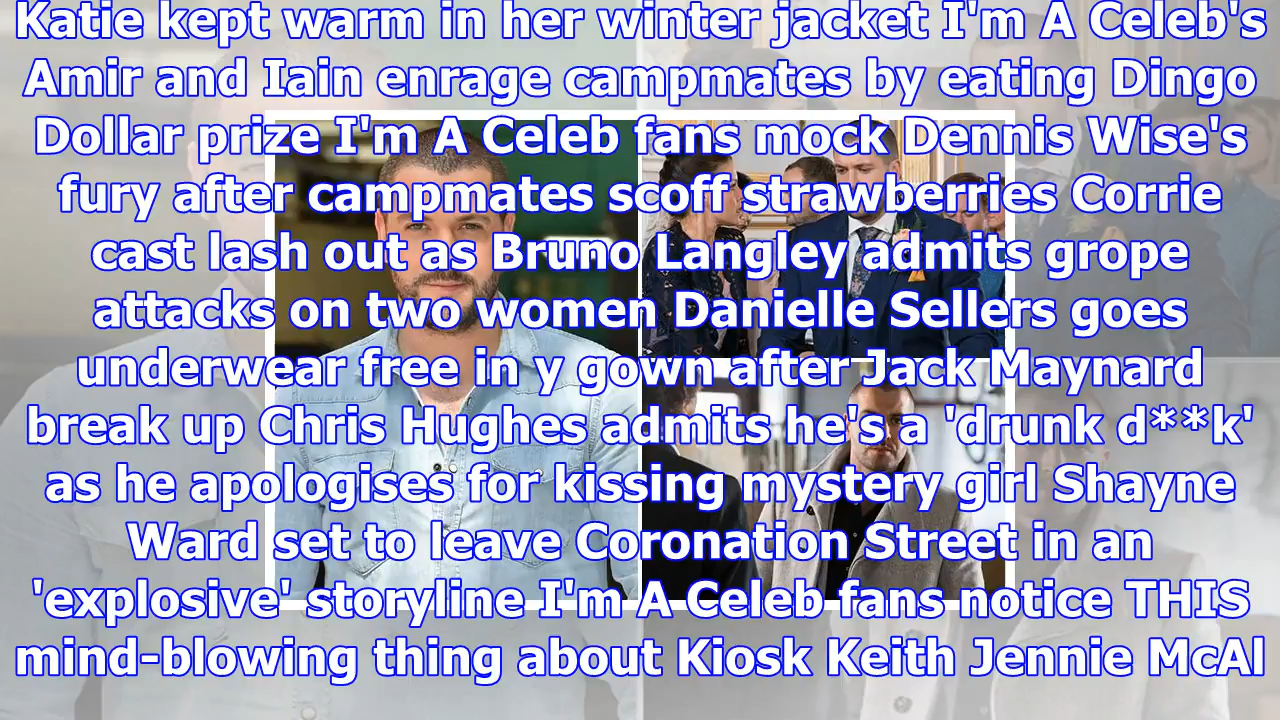 Katie kept warm in her winter jacket I'm A Celeb's
Amir and Iain enrage campmates by eating Dingo
Dollar prize I'm A Celeb fans mock Dennis Wise's
fury after campmates scoff strawberries Corrie
cast lash out as Bruno Langley admits grope
attacks on two women Danielle Sellers goes
underwear free in y gown after Jack Maynard
break up Chris Hughes admits he's a 'drunk d**k'
as he apologises for kissing mystery girl Shayne
Ward set to leave Coronation Street in an
'explosive' storyline I'm A Celeb fans notice THIS
mind-blowing thing about Kiosk Keith Jennie McAl